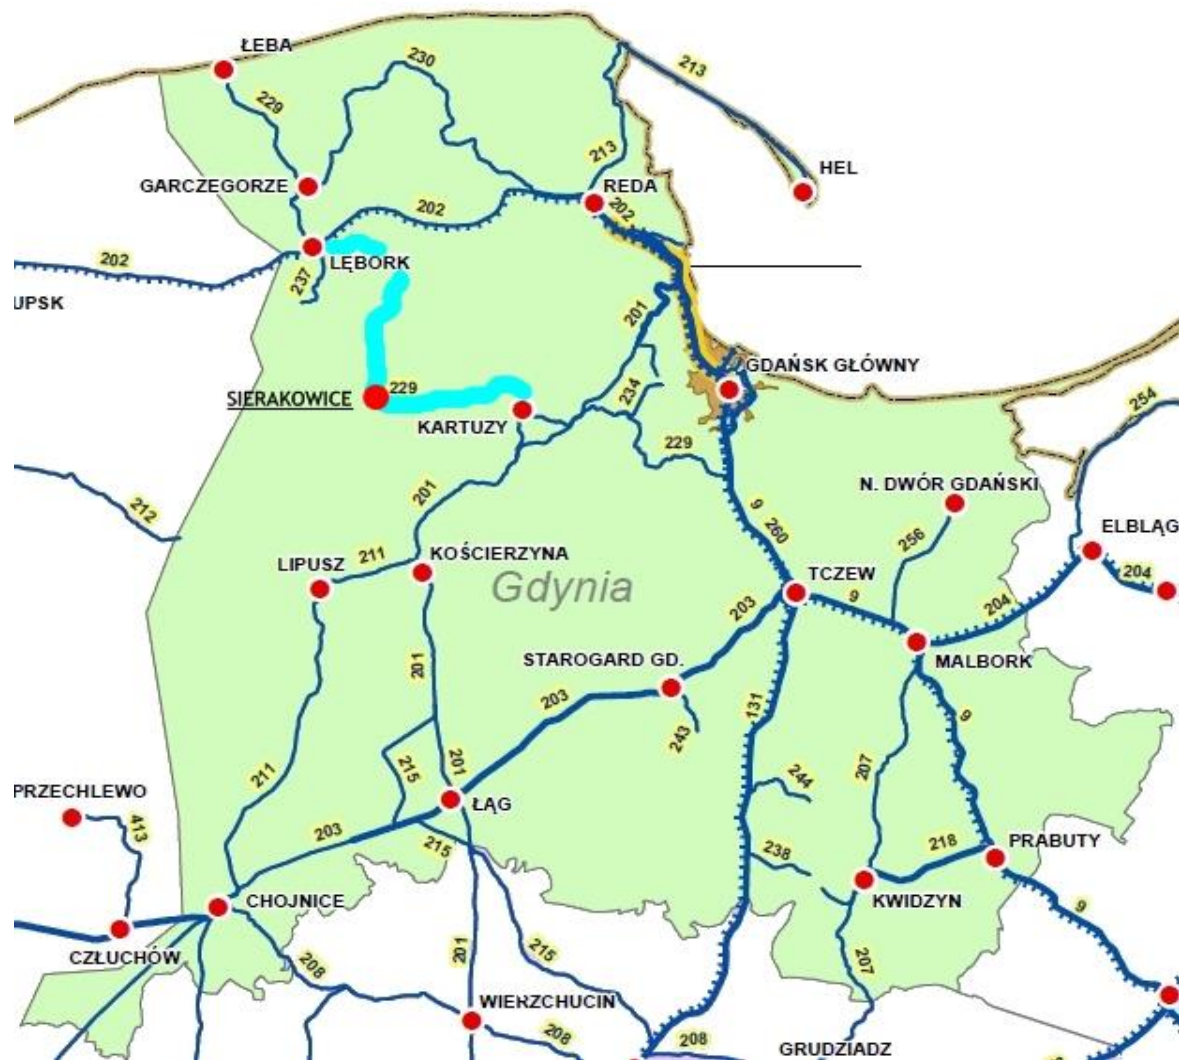 ŁEBA
230
213
229
213
HEL
GARCZEGORZE
REDA
202
202
202
LĘBORK
237
UPSK
201
GDAŃSK GŁÓWNY
229
SIERAKOWICE
234
254
KARTUZY
229
N. DWÓR GDAŃSKI
201
212
9
260
256
ELBLĄG
211
KOŚCIERZYNA
LIPUSZ
Gdynia
TCZEW
9
204
204
203
201
STAROGARD GD.
MALBORK
203
131
9
243
211
215
201
207
244
PRZECHLEWO
ŁĄG
413
203
215
238
218
PRABUTY
CHOJNICE
KWIDZYN
9
CZŁUCHÓW
208
201
215
207
WIERZCHUCIN
208
208
GRUDZIADZ